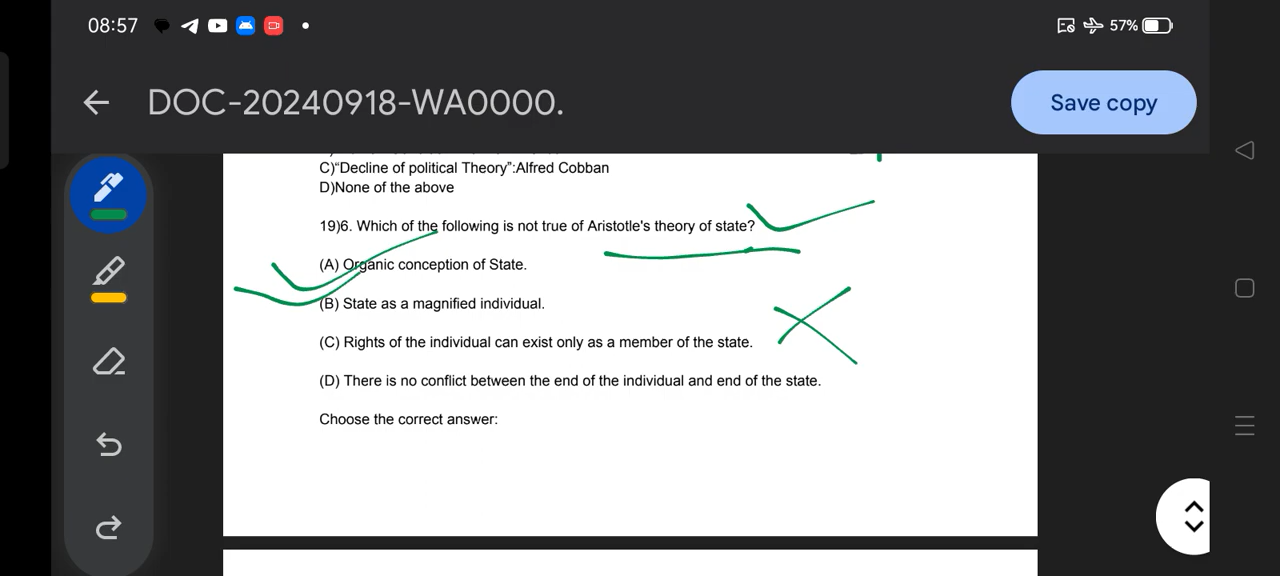 08:57
57%
DOC-20240918-WA0000.
Save copy
C)“Decline of political Theory”:Alfred Cobban
D)None of the above
19)6. Which of the following is not true of Aristotle's theory of state?
(A) Organic conception of State.
(B) State as a magnified individual.
(C) Rights of the individual can exist only as a member of the state.
(D) There is no conflict between the end of the individual and end of the state.
Choose the correct answer: